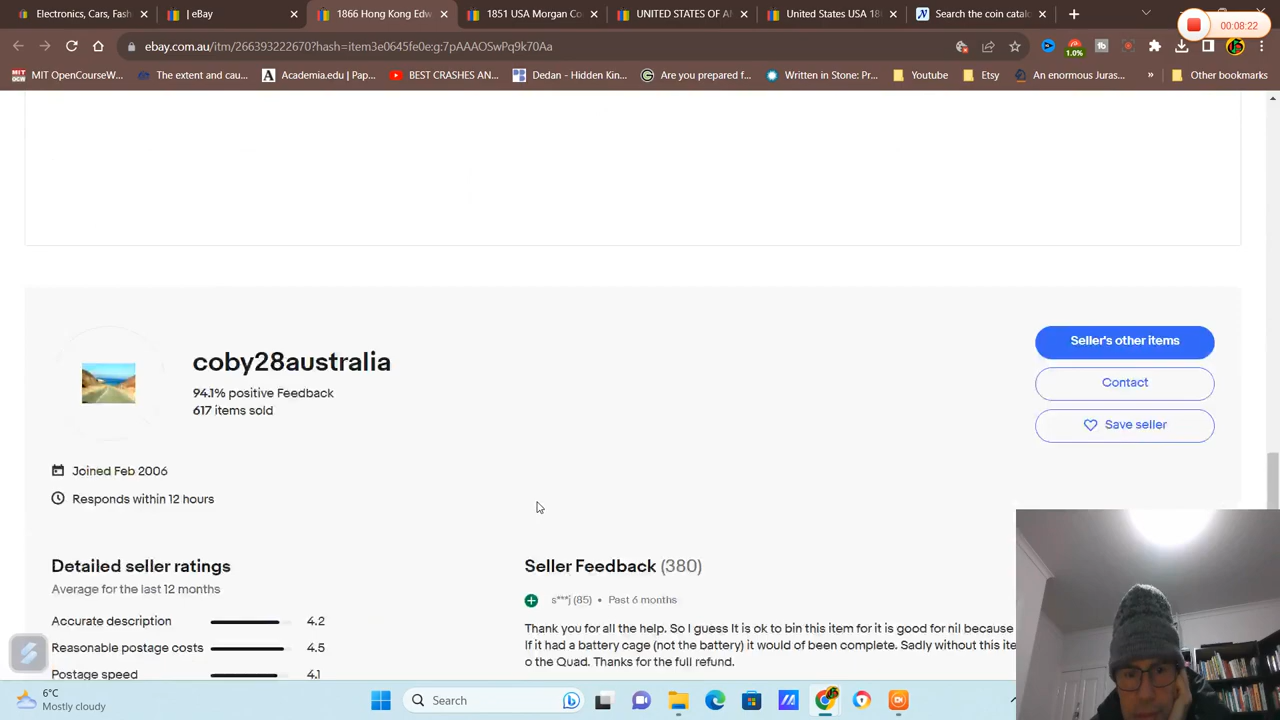 Electronics, Cars, Fash
| eBay
1866 Hong Kong Edw
1851 USA Morgan Co
UNITED STATES OF A
United States USA 18
Search the coin catal
00:08:22
ebay.com.au/itm/266393222670?hash=item3e0645fe0e:g:7pAAAOSwPq9k70Aa
1.0%
MIT OpenCourseW...
The extent and cau...
Academia.edu | Pap...
BEST CRASHES AN...
Dedan - Hidden Kin...
Are you prepared f...
Written in Stone: Pr...
Youtube
Etsy
An enormous Juras...
Other bookmarks
coby28australia
94.1% positive Feedback
617 items sold
Seller's other items
Contact
Save seller
Joined Feb 2006
Responds within 12 hours
Detailed seller ratings
Average for the last 12 months
Accurate description 4.2
Reasonable postage costs 4.5
Postage speed 4.1
Seller Feedback (380)
s***j (85) • Past 6 months
Thank you for all the help. So I guess It is ok to bin this item for it is good for nil because
If it had a battery cage (not the battery) it would of been complete. Sadly without this ite
o the Quad. Thanks for the full refund.
6°C
Mostly cloudy
Search